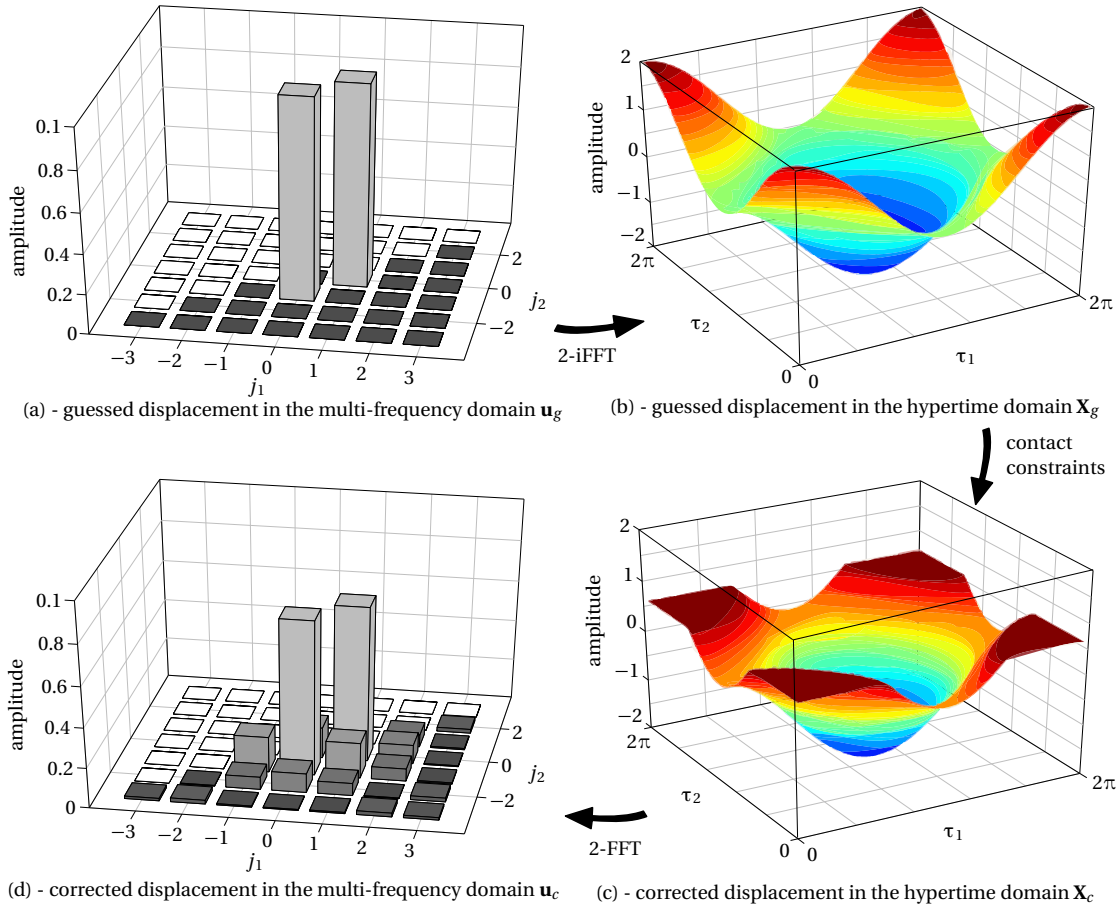 0.1
0.8
0.6
0.4
0.2
0
amplitude
−3
−2
−1
0
1
2
3
j1
−2
0
2
j2
(a) - guessed displacement in the multi-frequency domain u_g
2-iFFT
2
1
0
−1
−2
amplitude
2π
τ2
0
0
τ1
2π
(b) - guessed displacement in the hypertime domain X_g
contact
constraints
2
1
0
−1
−2
amplitude
2π
τ2
0
0
τ1
2π
(c) - corrected displacement in the hypertime domain X_c
2-FFT
0.1
0.8
0.6
0.4
0.2
0
amplitude
−3
−2
−1
0
1
2
3
j1
−2
0
2
j2
(d) - corrected displacement in the multi-frequency domain u_c